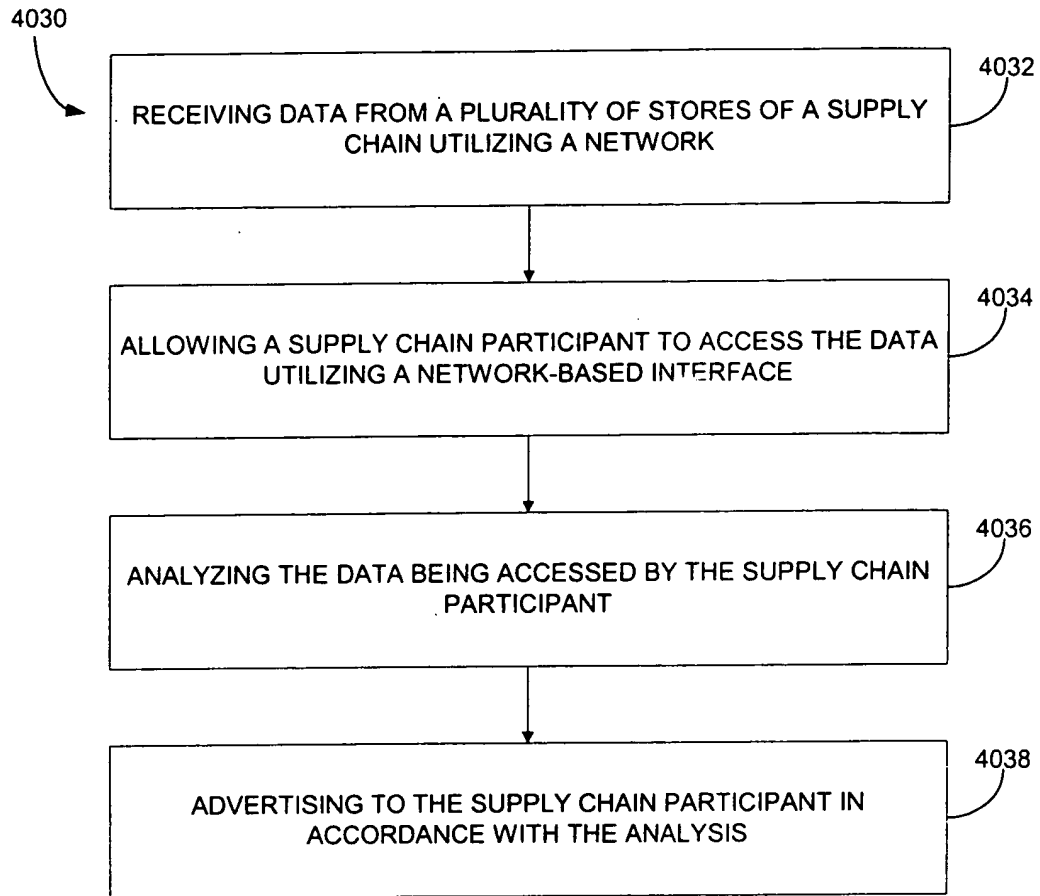 4030
4032
RECEIVING DATA FROM A PLURALITY OF STORES OF A SUPPLY
CHAIN UTILIZING A NETWORK
4034
ALLOWING A SUPPLY CHAIN PARTICIPANT TO ACCESS THE DATA
UTILIZING A NETWORK-BASED INTERFACE
4036
ANALYZING THE DATA BEING ACCESSED BY THE SUPPLY CHAIN
PARTICIPANT
4038
ADVERTISING TO THE SUPPLY CHAIN PARTICIPANT IN
ACCORDANCE WITH THE ANALYSIS